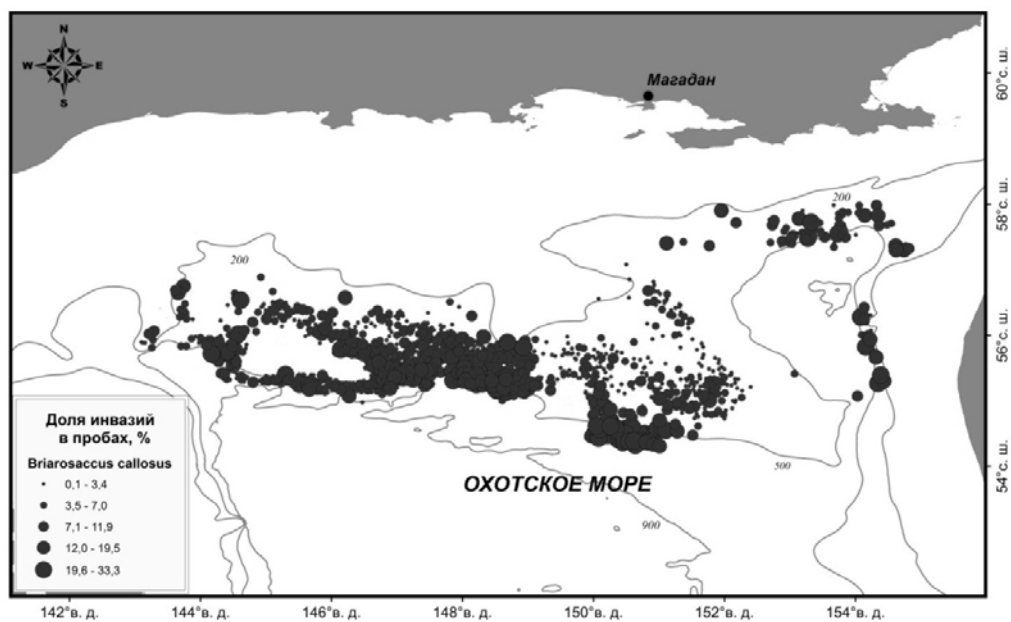 N
W E
S
Магадан
60°с. ш.
58°с. ш.
56°с. ш.
54°с. ш.
200
200
500
900
ОХОТСКОЕ МОРЕ
Доля инвазий
в пробах, %
Briarosaccus callosus
0,1 - 3,4
3,5 - 7,0
7,1 - 11,9
12,0 - 19,5
19,6 - 33,3
142°в. д. 144°в. д. 146°в. д. 148°в. д. 150°в. д. 152°в. д. 154°в. д.